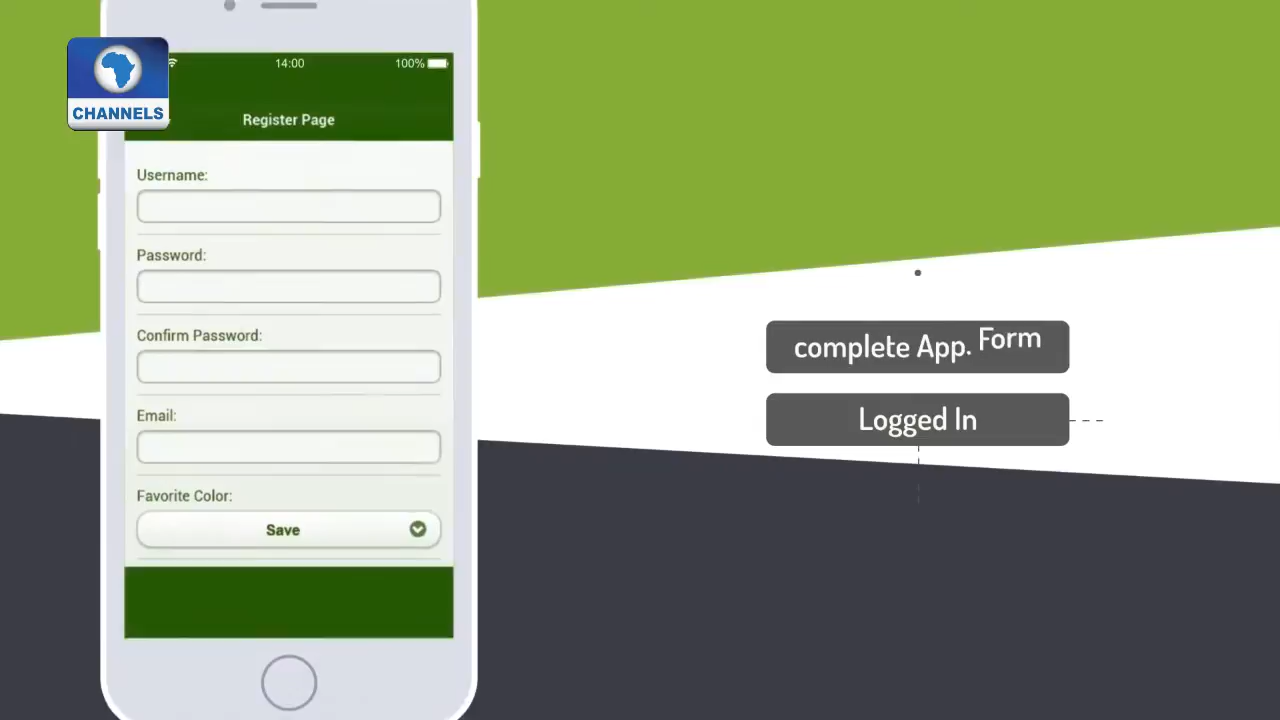 CHANNELS
14:00
100%
Register Page
Username:
Password:
Confirm Password:
Email:
Favorite Color:
Save
complete App. Form
Logged In